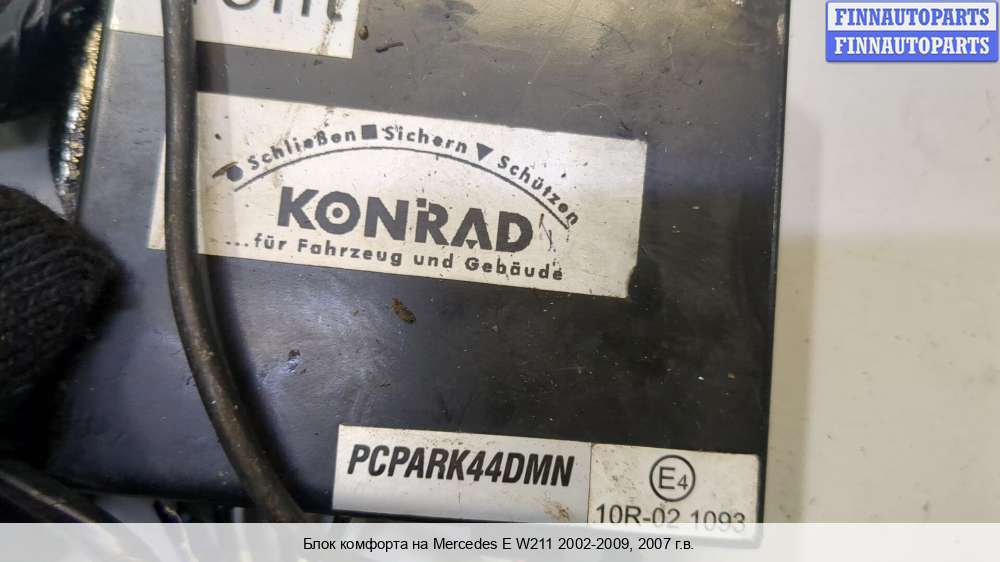 FINNAUTOPARTS
FINNAUTOPARTS
Schließen ■ Sichern ▼ Schützen
KONRAD
...für Fahrzeug und Gebäude
PCPARK44DMN
E4
10R-02 1093
Блок комфорта на Mercedes E W211 2002-2009, 2007 г.в.